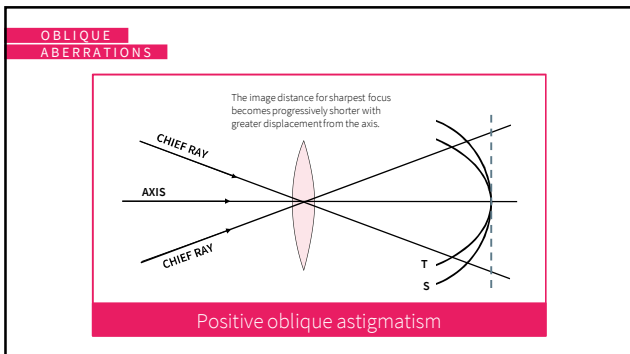 OBLIQUE
ABERRATIONS
The image distance for sharpest focus
becomes progressively shorter with
greater displacement from the axis.
CHIEF RAY
AXIS
CHIEF RAY
T
S
Positive oblique astigmatism